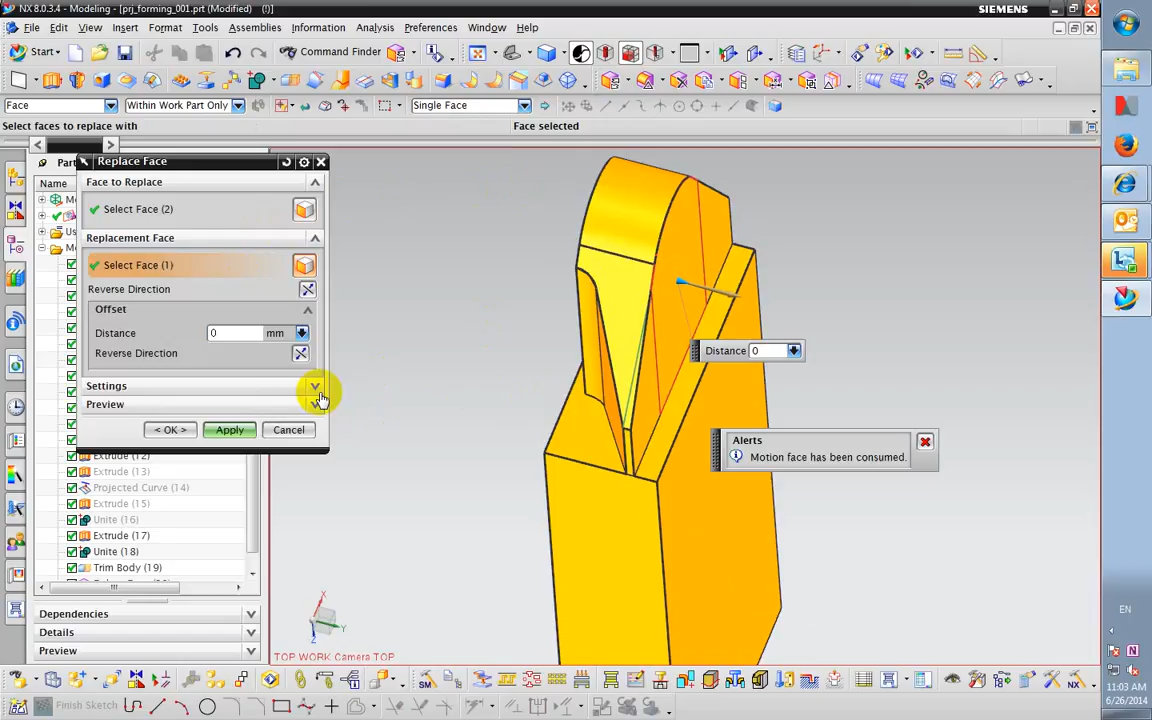 NX 8.0.3.4 - Modeling - [prj_forming_001.prt (Modified)   (!)]
SIEMENS
File Edit View Insert Format Tools Assemblies Information Analysis Preferences Window Help
Start
Command Finder
Face
Within Work Part Only
Single Face
Select faces to replace with
Face selected
Replace Face
Part
Name
Face to Replace
Select Face (2)
Replacement Face
Select Face (1)
Reverse Direction
Offset
Distance
0
mm
Reverse Direction
Settings
Preview
< OK >
Apply
Cancel
Distance 0
Alerts
Motion face has been consumed.
Extrude (13)
Projected Curve (14)
Extrude (15)
Unite (16)
Extrude (17)
Unite (18)
Trim Body (19)
Dependencies
Details
Preview
X
Y
Z
TOP WORK Camera TOP
Finish Sketch
EN
11:03 AM
6/26/2014